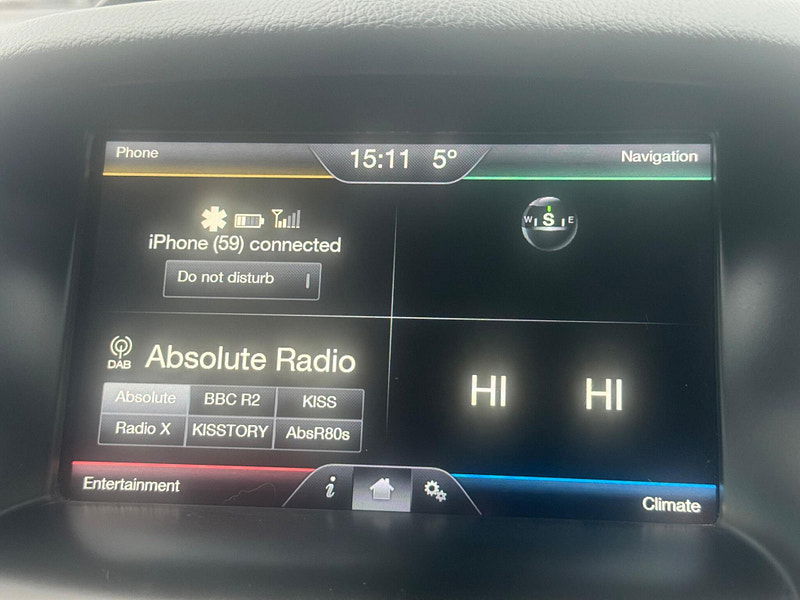 Phone
15:11 5º
Navigation
iPhone (59) connected
Do not disturb
W S E
DAB
Absolute Radio
Absolute BBC R2 KISS
Radio X KISSTORY AbsR80s
HI HI
Entertainment
i
Climate